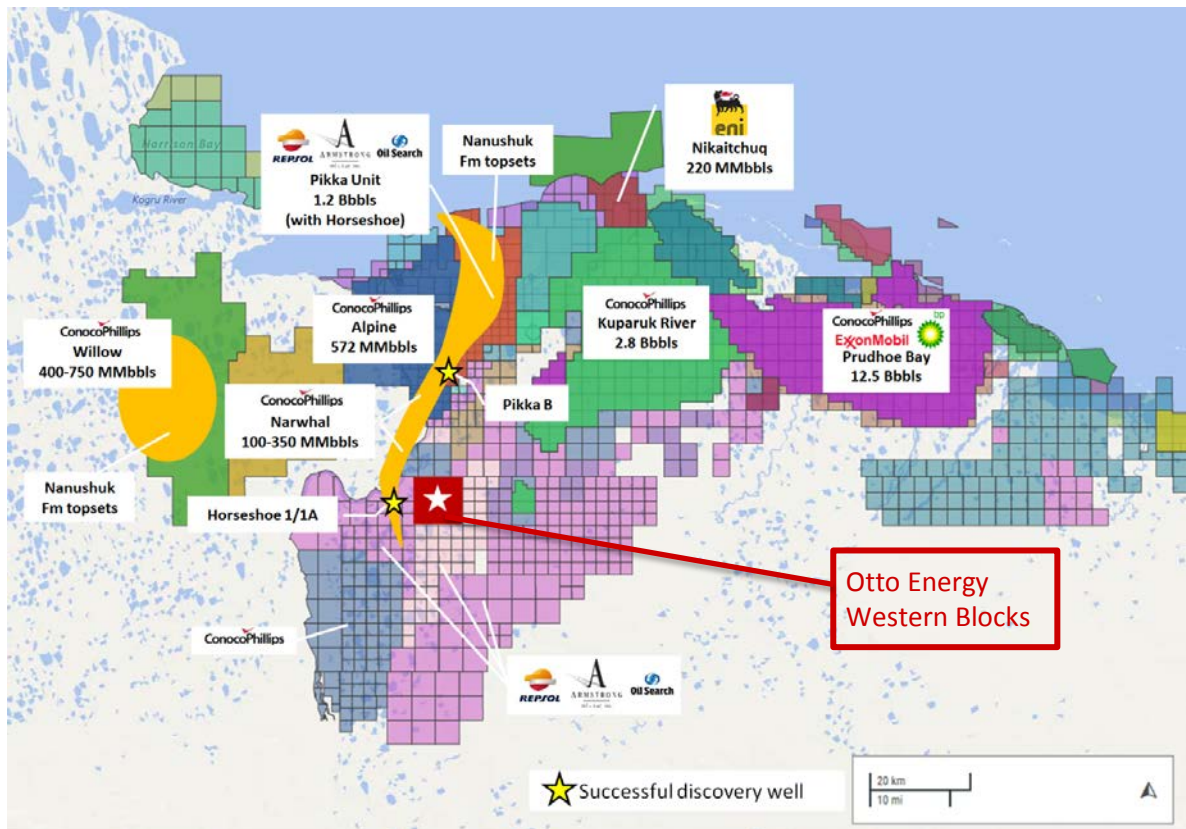 Harrison Bay
Kogru River
REPSOL
ARMSTRONG
Oil Search
Pikka Unit
1.2 Bbbls
(with Horseshoe)
Nanushuk
Fm topsets
eni
Nikaitchuq
220 MMbbls
ConocoPhillips
Willow
400-750 MMbbls
ConocoPhillips
Alpine
572 MMbbls
ConocoPhillips
Kuparuk River
2.8 Bbbls
ConocoPhillips
bp
ExxonMobil
Prudhoe Bay
12.5 Bbbls
ConocoPhillips
Narwhal
100-350 MMbbls
Pikka B
Nanushuk
Fm topsets
Horseshoe 1/1A
Otto Energy
Western Blocks
ConocoPhillips
REPSOL
ARMSTRONG
Oil Search
Successful discovery well
20 km
10 mi